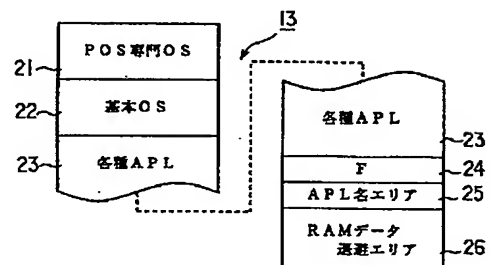 13
POS専門OS
21
基本OS
22
各種APL
23
各種APL
23
F
24
APL名エリア
25
RAMデータ
退避エリア
26